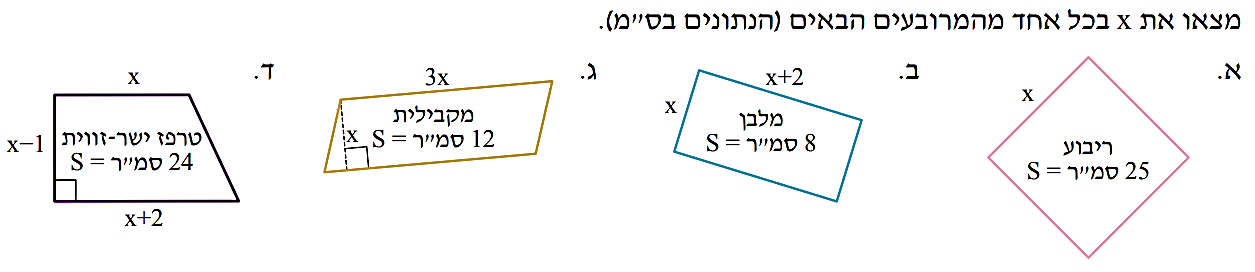 מצאו את x בכל אחד מהמרובעים הבאים (הנתונים בס״מ).
א.
x
ריבוע
S = 25 סמ״ר
ב.
x+2
x
מלבן
S = 8 סמ״ר
ג.
3x
מקבילית
x
S = 12 סמ״ר
ד.
x
x−1
טרפז ישר-זווית
S = 24 סמ״ר
x+2